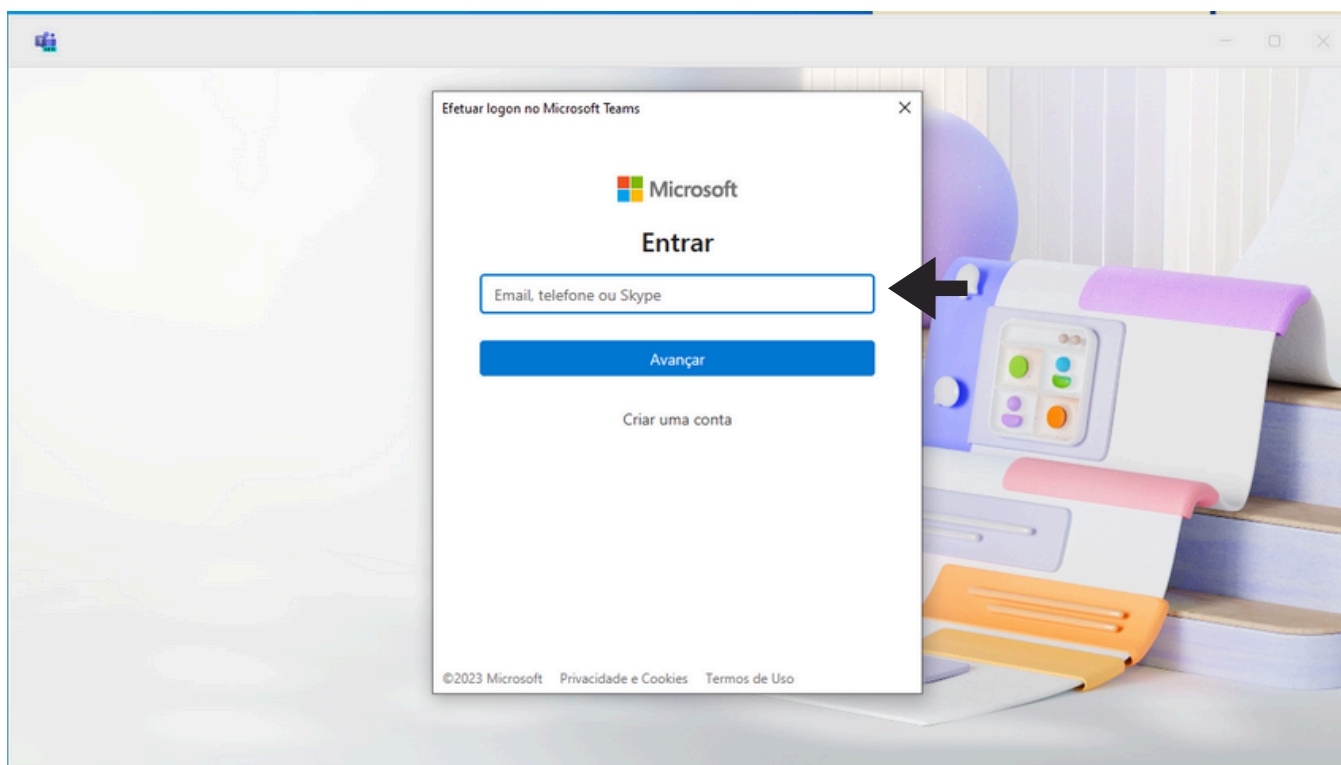 Efetuar logon no Microsoft Teams
Microsoft
Entrar
Email, telefone ou Skype
Avançar
Criar uma conta
©2023 Microsoft Privacidade e Cookies Termos de Uso